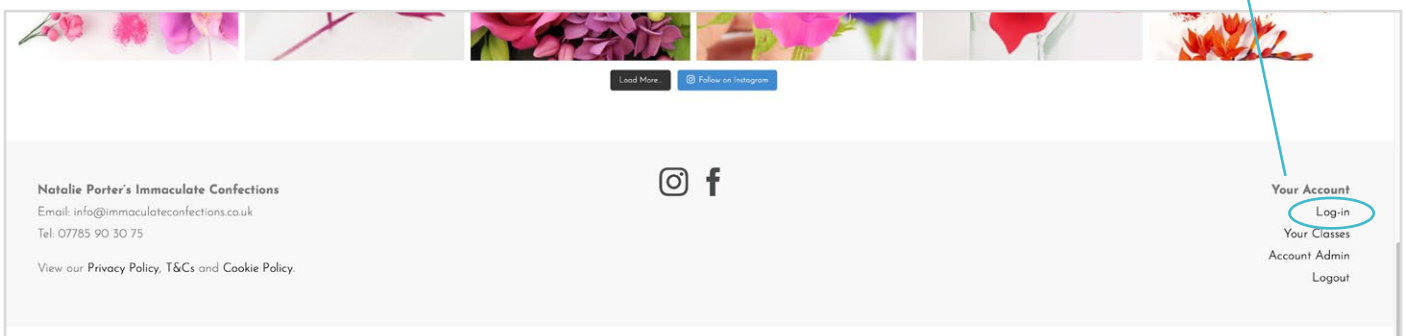 Load More...
Follow on Instagram
Natalie Porter's Immaculate Confections
Email: info@immaculateconfections.co.uk
Tel: 07785 90 30 75
View our Privacy Policy, T&Cs and Cookie Policy.
Your Account
Log-in
Your Classes
Account Admin
Logout